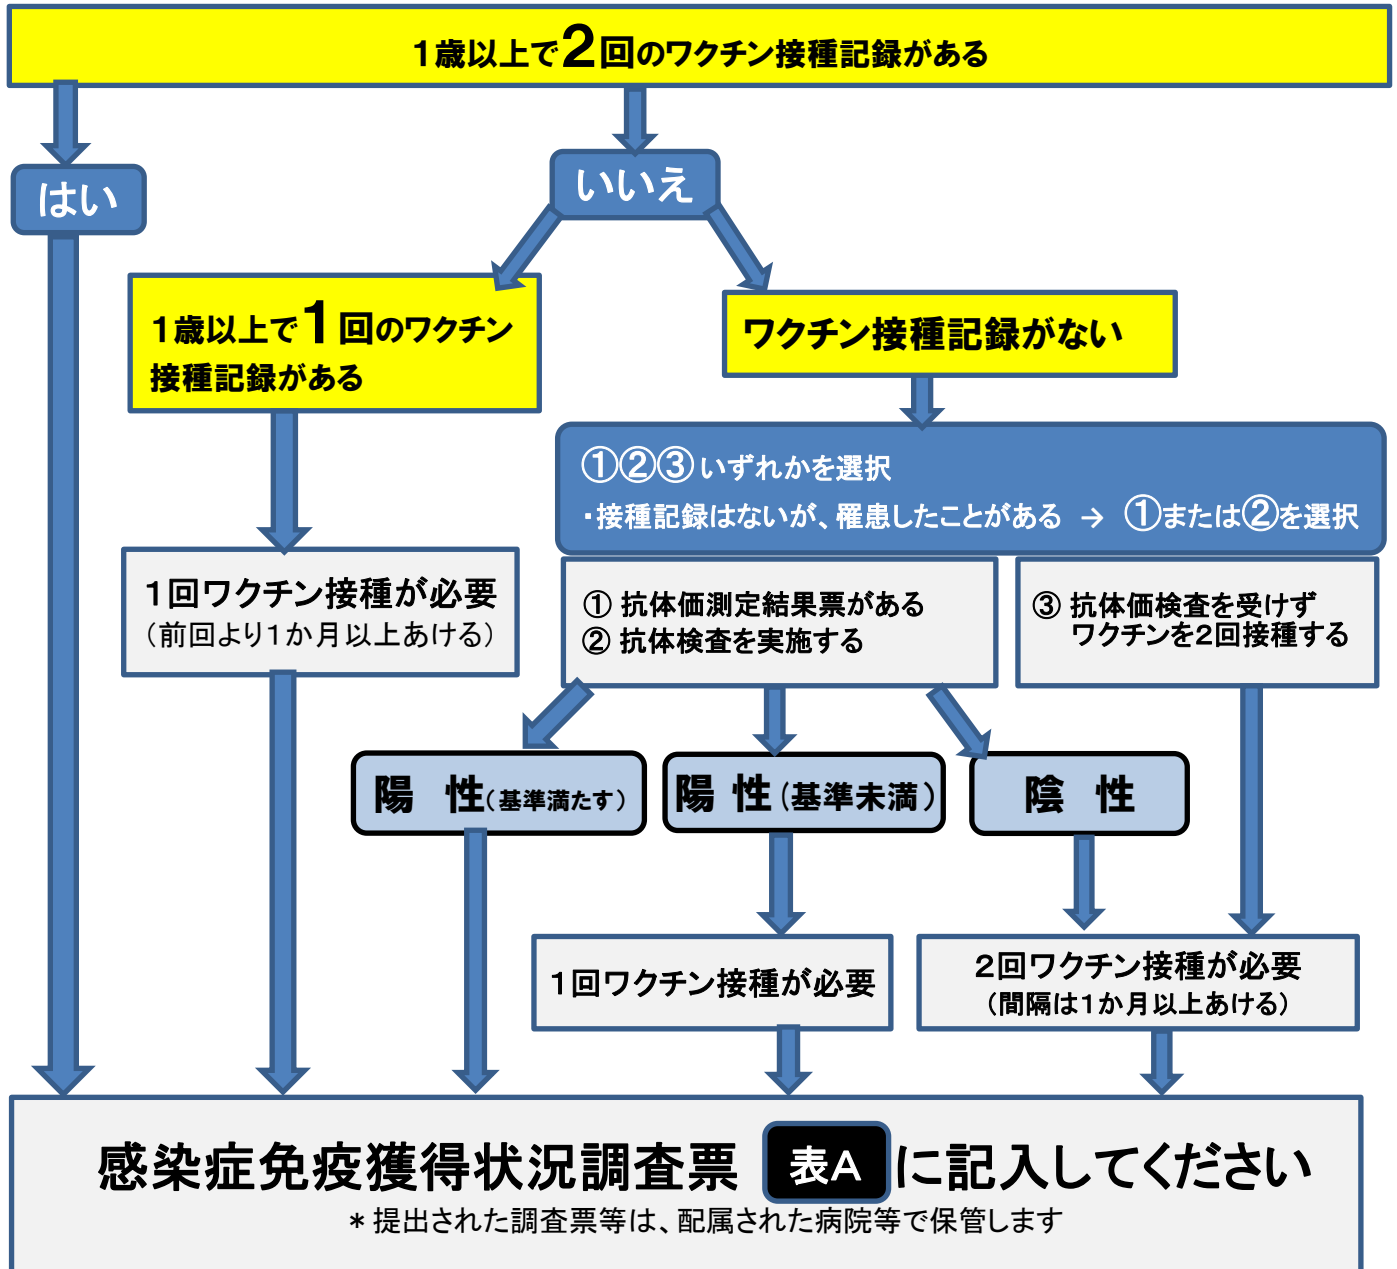 1歳以上で2回のワクチン接種記録がある
はい
いいえ
1歳以上で1回のワクチン
接種記録がある
ワクチン接種記録がない
①②③いずれかを選択
・接種記録はないが、罹患したことがある → ①または②を選択
1回ワクチン接種が必要
（前回より1か月以上あける）
① 抗体価測定結果票がある
② 抗体検査を実施する
③ 抗体価検査を受けず
ワクチンを2回接種する
陽 性（基準満たす）
陽 性（基準未満）
陰 性
1回ワクチン接種が必要
2回ワクチン接種が必要
（間隔は1か月以上あける）
感染症免疫獲得状況調査票 表A に記入してください
＊提出された調査票等は、配属された病院等で保管します